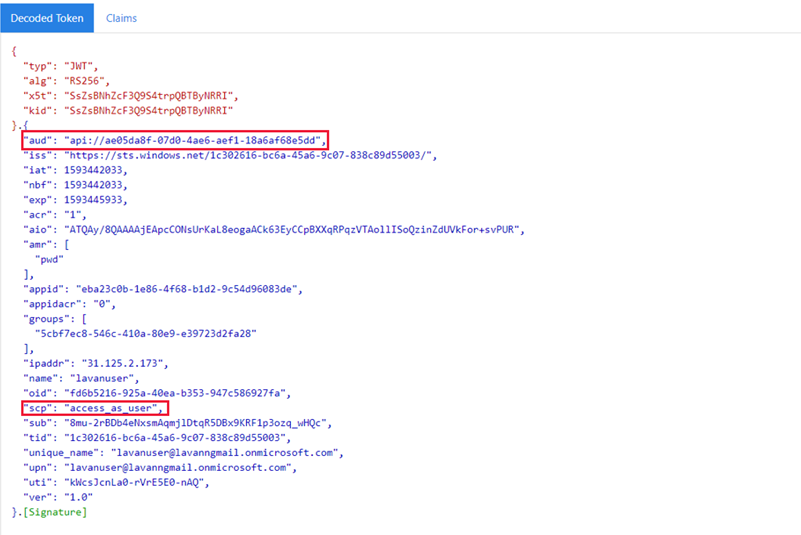 Decoded Token Claims
{
"typ": "JWT",
"alg": "RS256",
"x5t": "SsZsBNhZcF3Q9S4trpQBTByNRRI",
"kid": "SsZsBNhZcF3Q9S4trpQBTByNRRI"
}.{
"aud": "api://ae05da8f-07d0-4ae6-aef1-18a6af68e5dd",
"iss": "https://sts.windows.net/1c302616-bc6a-45a6-9c07-838c89d55003/",
"iat": 1593442033,
"nbf": 1593442033,
"exp": 1593445933,
"acr": "1",
"aio": "ATQAy/8QAAAAjEApcCONsUrKaL8eogaACk63EyCCpBXXqRPqzVTAollISoQzinZdUVkFor+svPUR",
"amr": [
"pwd"
],
"appid": "eba23c0b-1e86-4f68-b1d2-9c54d96083de",
"appidacr": "0",
"groups": [
"5cbf7ec8-546c-410a-80e9-e39723d2fa28"
],
"ipaddr": "31.125.2.173",
"name": "lavanuser",
"oid": "fd6b5216-925a-40ea-b353-947c586927fa",
"scp": "access_as_user",
"sub": "8mu-2rBDb4eNxsmAqmjlDtqR5DBx9KRF1p3ozq_wHQc",
"tid": "1c302616-bc6a-45a6-9c07-838c89d55003",
"unique_name": "lavanuser@lavanngmail.onmicrosoft.com",
"upn": "lavanuser@lavanngmail.onmicrosoft.com",
"uti": "kWcsJcnLa0-rVrE5E0-nAQ",
"ver": "1.0"
}.[Signature]